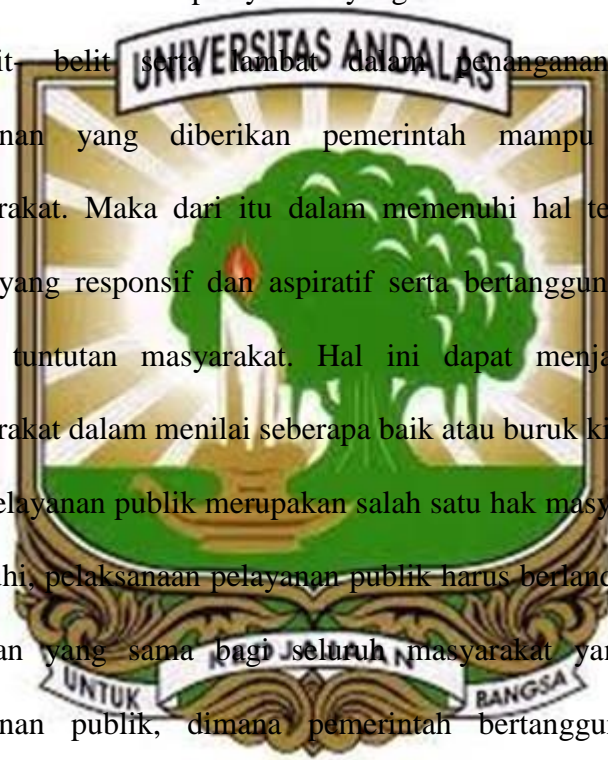 UNIVERSITAS ANDALAS
belit serta lambat dalam penanganan
yang diberikan pemerintah mampu
rakat. Maka dari itu dalam memenuhi hal te
yang responsif dan aspiratif serta bertanggun
tuntutan masyarakat. Hal ini dapat menja
rakat dalam menilai seberapa baik atau buruk ki
elayanan publik merupakan salah satu hak masy
hi, pelaksanaan pelayanan publik harus berland
an yang sama bagi seluruh masyarakat yan
KEDJAJAAN
UNTUK BANGSA
nan publik, dimana pemerintah bertanggun